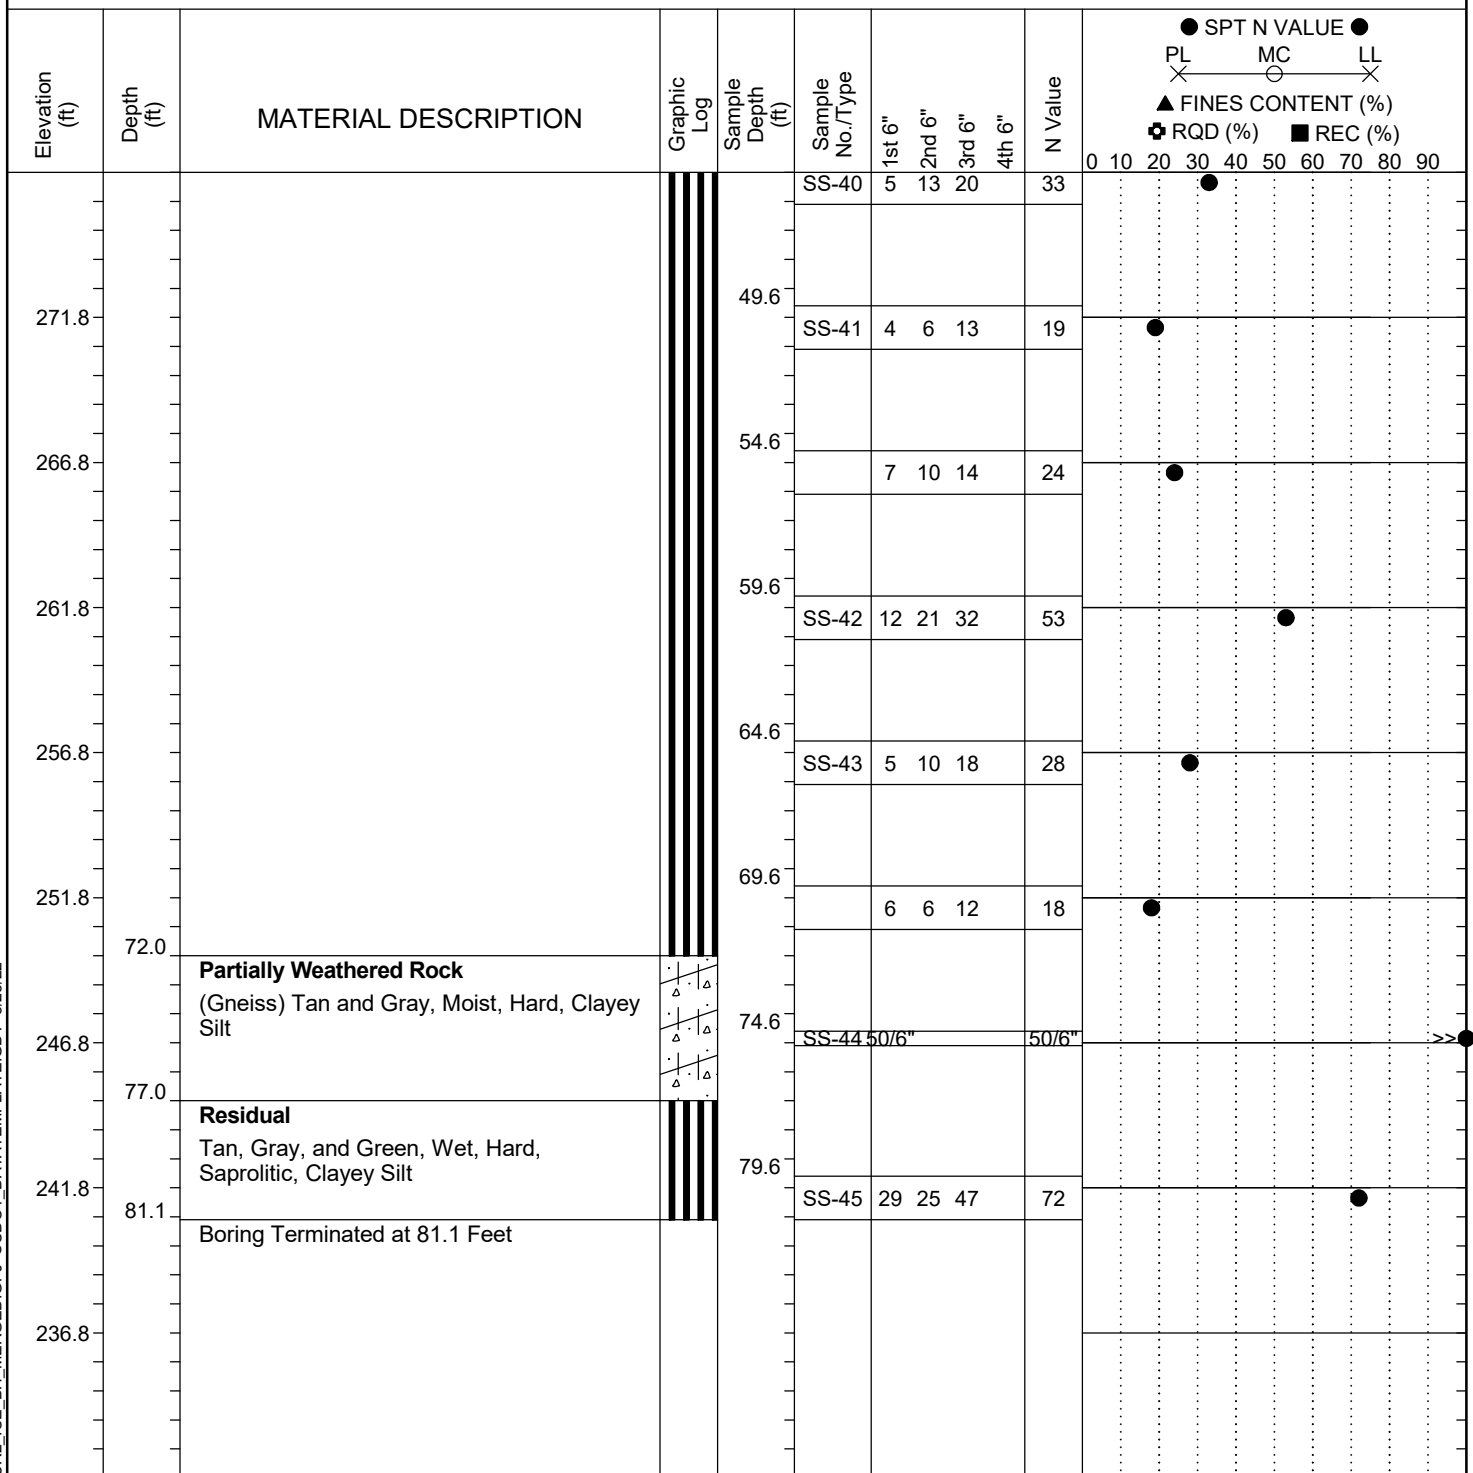 ● SPT N VALUE ●
PL MC LL
▲ FINES CONTENT (%)
RQD (%) ■ REC (%)
Elevation (ft)
Depth (ft)
MATERIAL DESCRIPTION
Graphic Log
Sample Depth (ft)
Sample No./Type
1st 6"
2nd 6"
3rd 6"
4th 6"
N Value
0 10 20 30 40 50 60 70 80 90
SS-40 5 13 20 33
49.6
271.8 SS-41 4 6 13 19
54.6
266.8 7 10 14 24
59.6
261.8 SS-42 12 21 32 53
64.6
256.8 SS-43 5 10 18 28
69.6
251.8 6 6 12 18
72.0
Partially Weathered Rock
(Gneiss) Tan and Gray, Moist, Hard, Clayey
Silt
74.6
246.8 SS-44 50/6" 50/6" >>
77.0
Residual
Tan, Gray, and Green, Wet, Hard,
Saprolitic, Clayey Silt
79.6
241.8 SS-45 29 25 47 72
81.1
Boring Terminated at 81.1 Feet
236.8